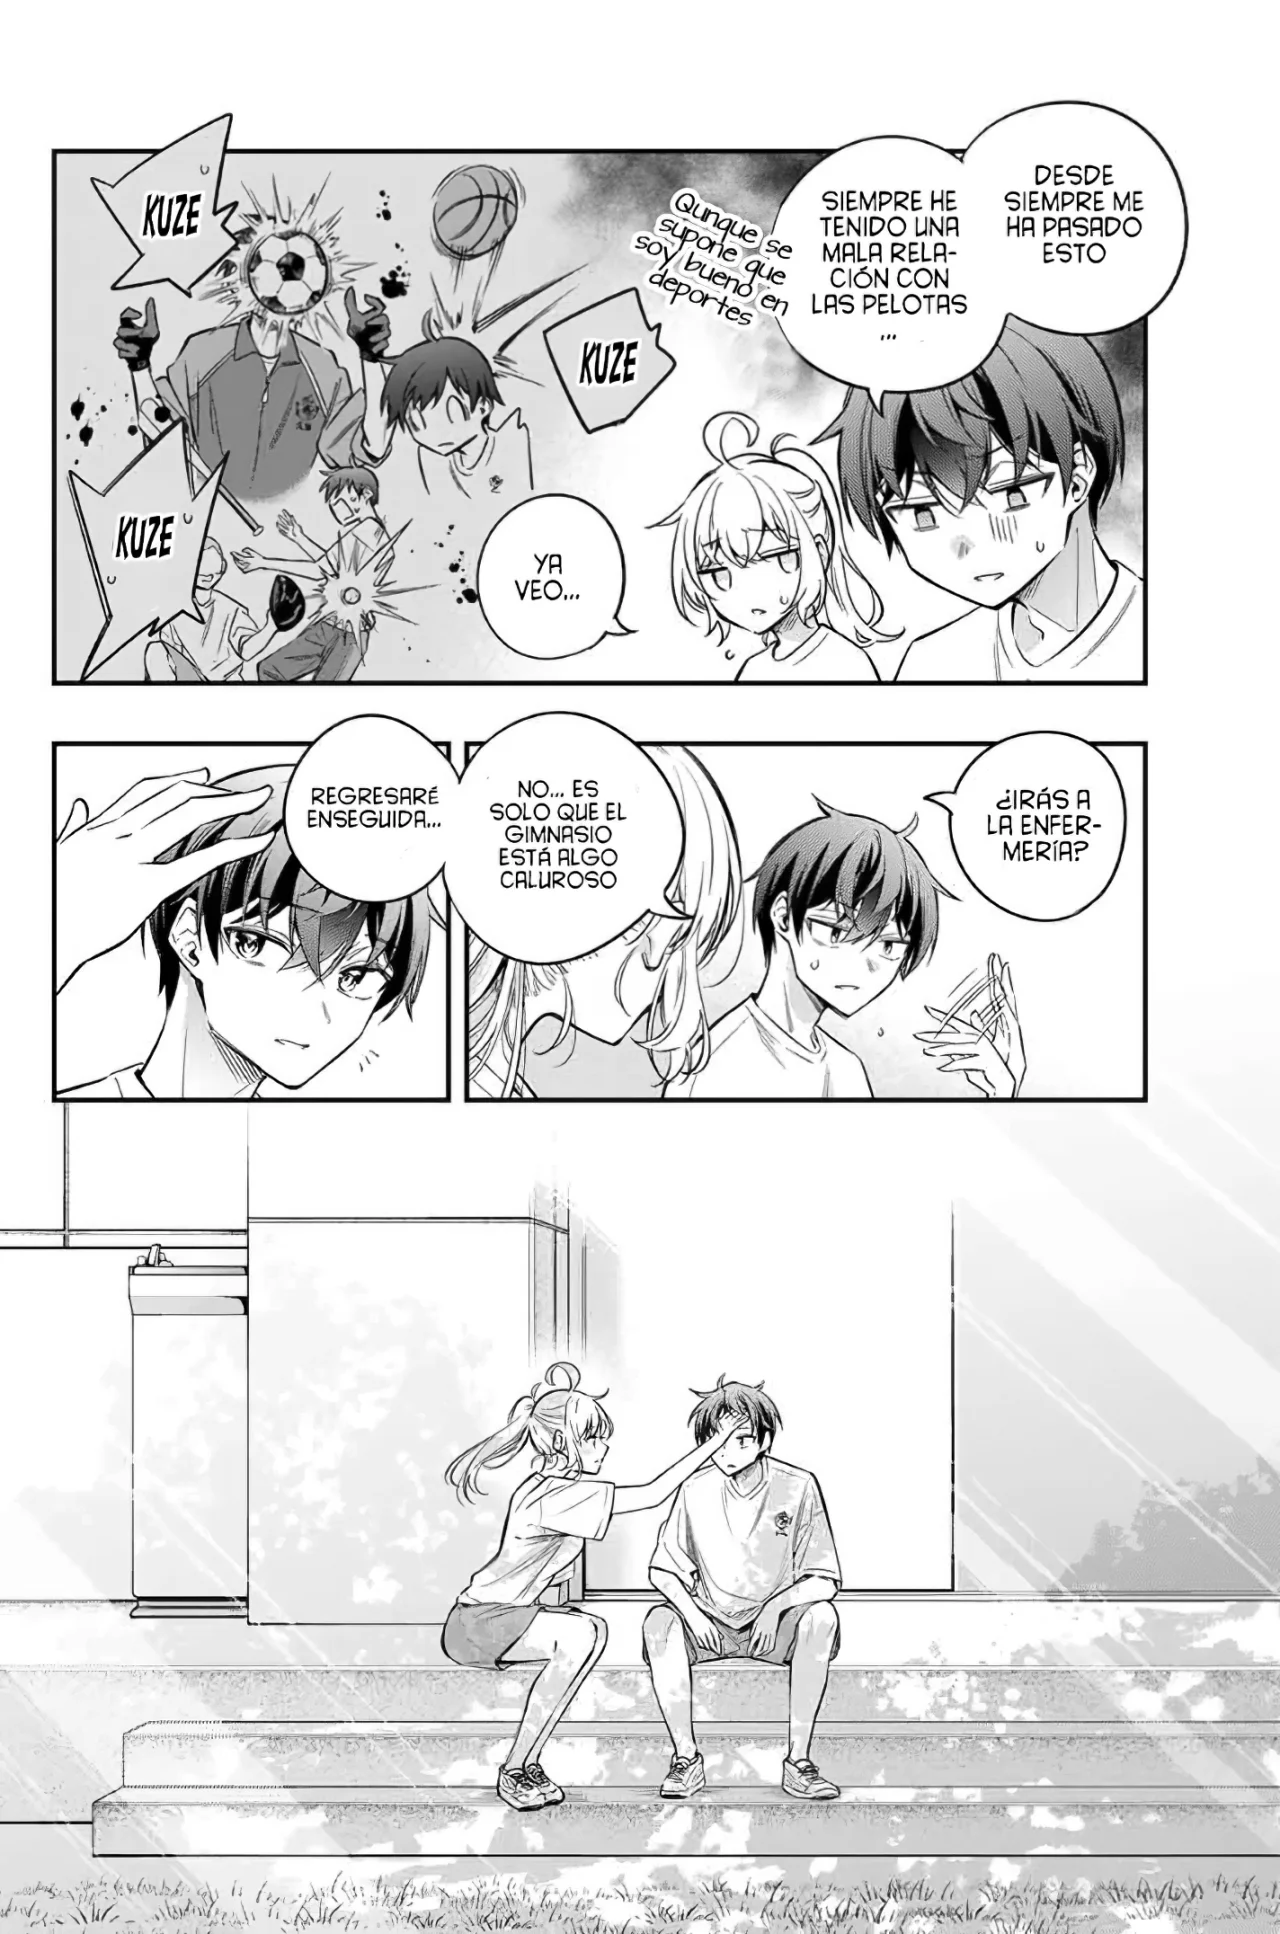 DESDE
SIEMPRE ME
HA PASADO
ESTO
SIEMPRE HE
TENIDO UNA
MALA RELA-
CIÓN CON
LAS PELOTAS
...
Qunque se
supone que
soy bueno en
deportes
KUZE
KUZE
KUZE
YA
VEO...
¿IRÁS A
LA ENFER-
MERÍA?
NO... ES
SOLO QUE EL
GIMNASIO
ESTÁ ALGO
CALUROSO
REGRESARÉ
ENSEGUIDA...